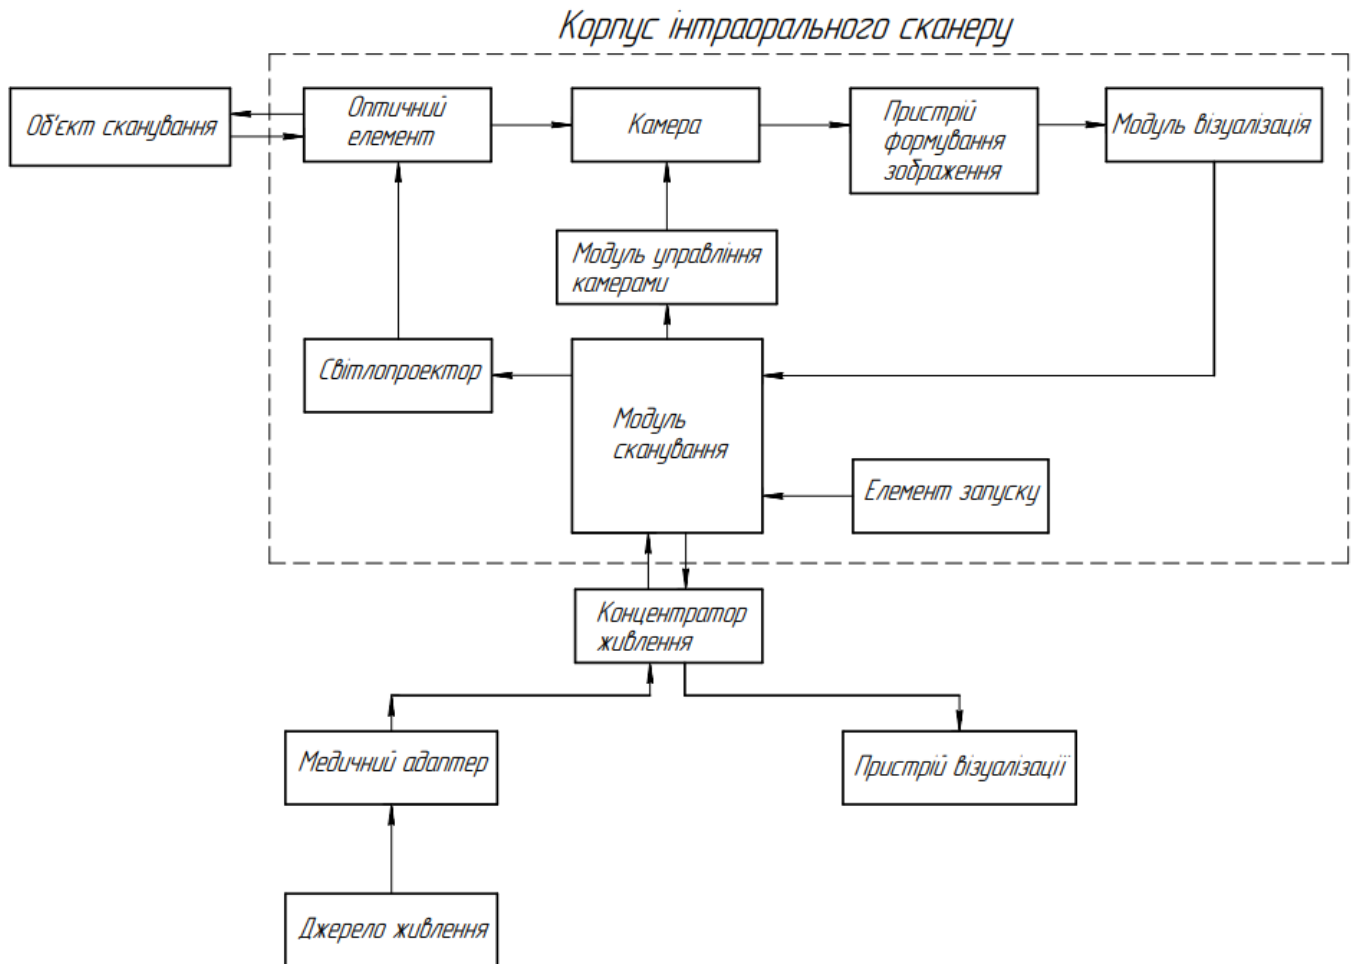 Корпус інтраорального сканеру
Об'єкт сканування
Оптичний
елемент
Камера
Пристрій
формування
зображення
Модуль візуалізація
Модуль управління
камерами
Світлопроектор
Модуль
сканування
Елемент запуску
Концентратор
живлення
Медичний адаптер
Пристрій візуалізації
Джерело живлення